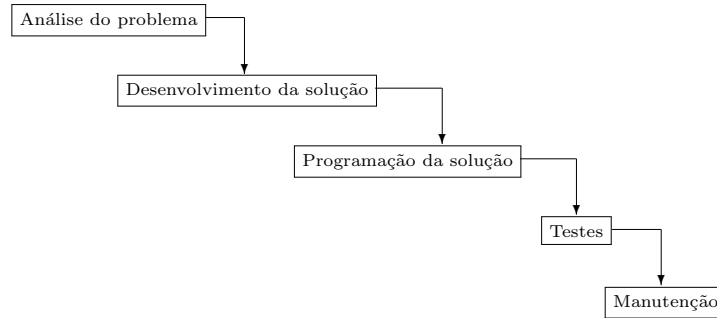 Análise do problema
Desenvolvimento da solução
Programação da solução
Testes
Manutenção